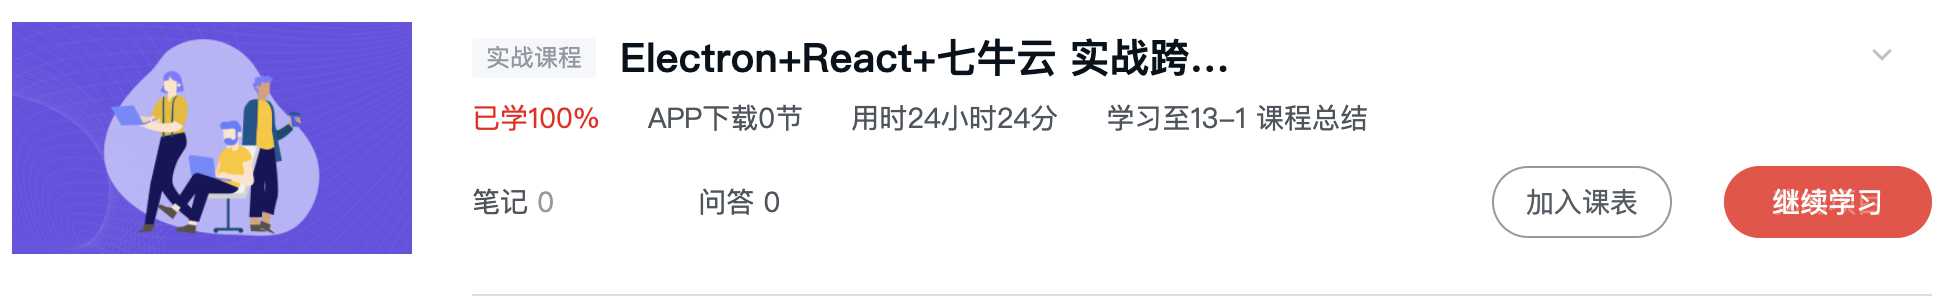 实战课程 Electron+React+七牛云 实战跨...
已学100% APP下载0节 用时24小时24分 学习至13-1 课程总结
笔记 0 问答 0 加入课表 继续学习